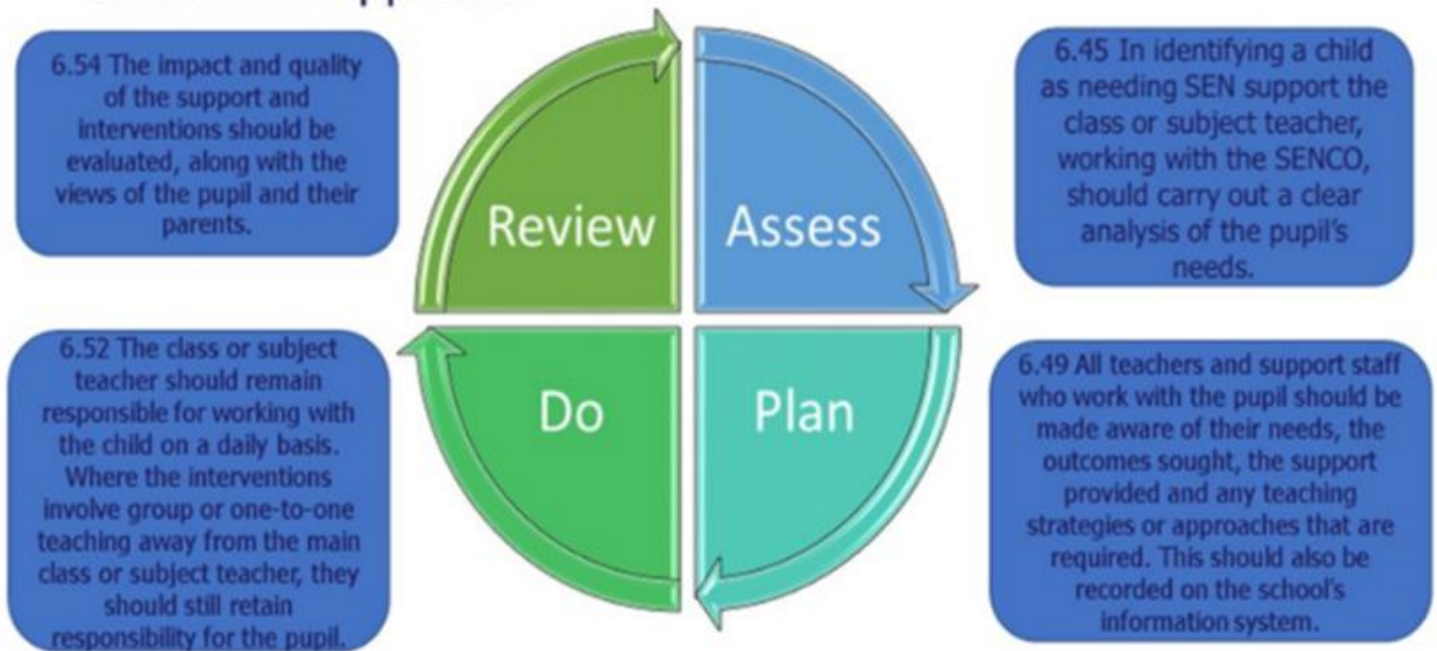 6.54 The impact and quality
of the support and
interventions should be
evaluated, along with the
views of the pupil and their
parents.
Review
Assess
6.45 In identifying a child
as needing SEN support the
class or subject teacher,
working with the SENCO,
should carry out a clear
analysis of the pupil's
needs.
6.52 The class or subject
teacher should remain
responsible for working with
the child on a daily basis.
Where the interventions
involve group or one-to-one
teaching away from the main
class or subject teacher, they
should still retain
responsibility for the pupil.
Do
Plan
6.49 All teachers and support staff
who work with the pupil should be
made aware of their needs, the
outcomes sought, the support
provided and any teaching
strategies or approaches that are
required. This should also be
recorded on the school's
information system.